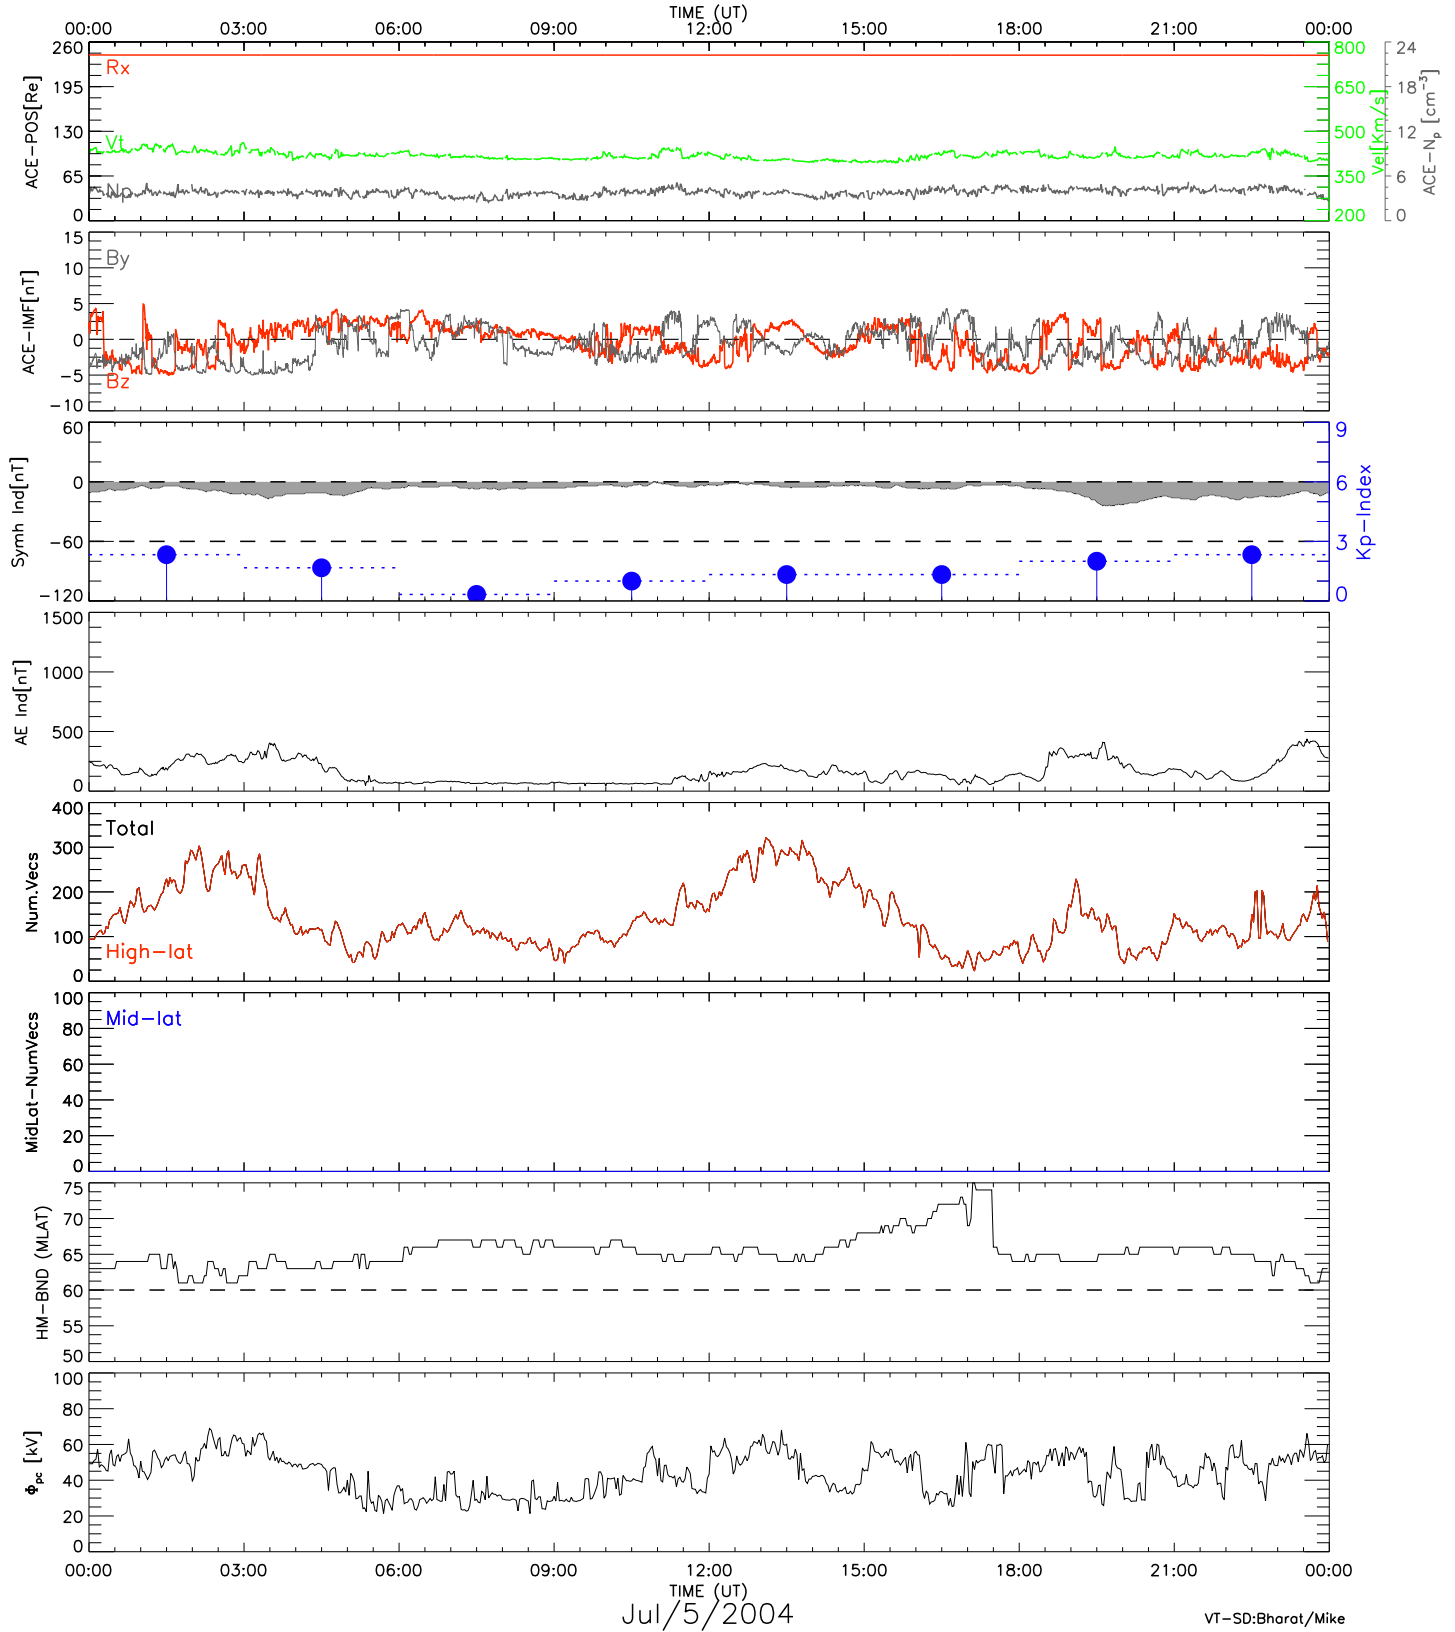 TIME (UT)
00:00 03:00 06:00 09:00 12:00 15:00 18:00 21:00 00:00
260 195 130 65 0
ACE-POS[Re]
Rx
Vt
Np
800 650 500 350 200
Vel[Km/s]
24 18 12 6 0
ACE-Np [cm-3]
15 10 5 0 -5 -10
ACE-IMF[nT]
By
Bz
60 0 -60 -120
Symh Ind[nT]
9 6 3 0
Kp-Index
1500 1000 500 0
AE Ind[nT]
400 300 200 100 0
Num.Vecs
Total
High-lat
100 80 60 40 20 0
MidLat-NumVecs
Mid-lat
75 70 65 60 55 50
HM-BND (MLAT)
100 80 60 40 20 0
Φpc [kV]
00:00 03:00 06:00 09:00 12:00 15:00 18:00 21:00 00:00
TIME (UT)
Jul/5/2004
VT-SD:Bharat/Mike